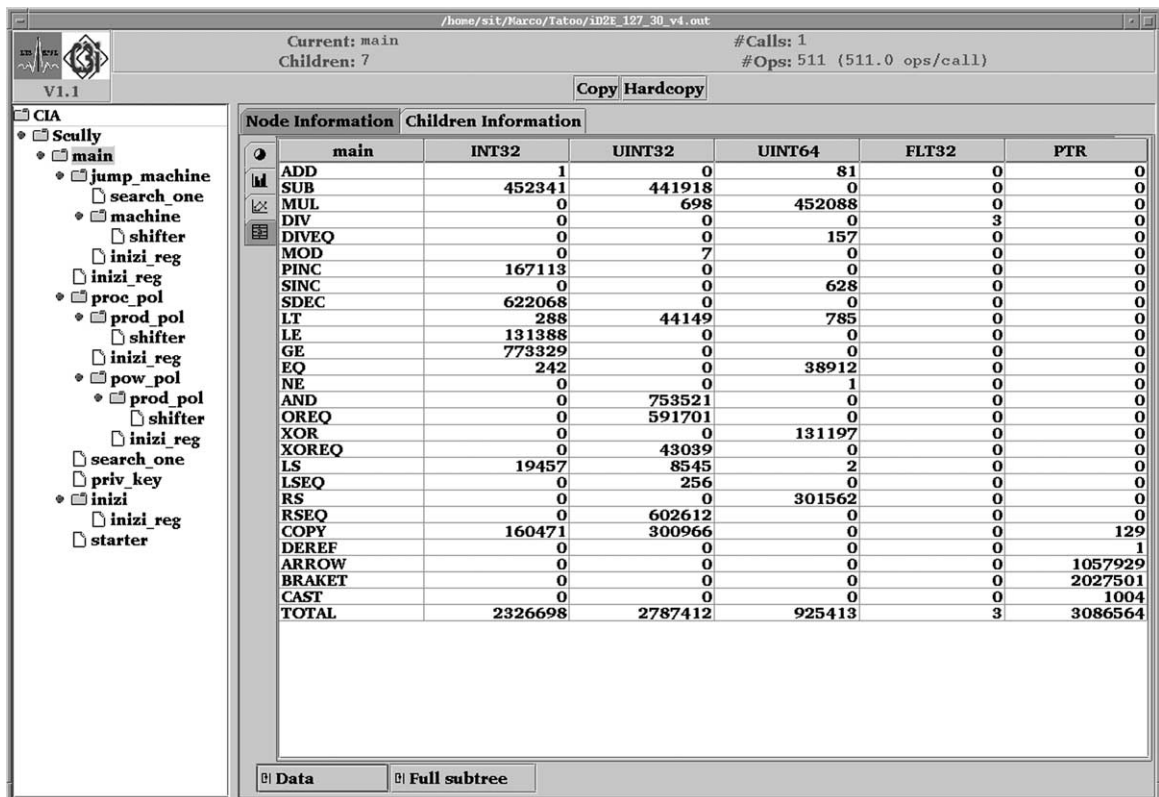 /home/sit/Marco/Tatoo/iD2E_127_30_v4.out
Current: main #Calls: 1
Children: 7 #Ops: 511 (511.0 ops/call)
V1.1
Copy Hardcopy
CIA
Scully
main
jump_machine
search_one
machine
shifter
inizi_reg
inizi_reg
proc_pol
prod_pol
shifter
inizi_reg
pow_pol
prod_pol
shifter
inizi_reg
search_one
priv_key
inizi
inizi_reg
starter
Node Information Children Information
main INT32 UINT32 UINT64 FLT32 PTR
ADD 1 0 81 0 0
SUB 452341 441918 0 0 0
MUL 0 698 452088 0 0
DIV 0 0 0 3 0
DIVEQ 0 0 157 0 0
MOD 0 7 0 0 0
PINC 167113 0 0 0 0
SINC 0 0 628 0 0
SDEC 622068 0 0 0 0
LT 288 44149 785 0 0
LE 131388 0 0 0 0
GE 773329 0 0 0 0
EQ 242 0 38912 0 0
NE 0 0 1 0 0
AND 0 753521 0 0 0
OREQ 0 591701 0 0 0
XOR 0 0 131197 0 0
XOREQ 0 43039 0 0 0
LS 19457 8545 2 0 0
LSEQ 0 256 0 0 0
RS 0 0 301562 0 0
RSEQ 0 602612 0 0 0
COPY 160471 300966 0 0 129
DEREF 0 0 0 0 1
ARROW 0 0 0 0 1057929
BRAKET 0 0 0 0 2027501
CAST 0 0 0 0 1004
TOTAL 2326698 2787412 925413 3 3086564
Data Full subtree